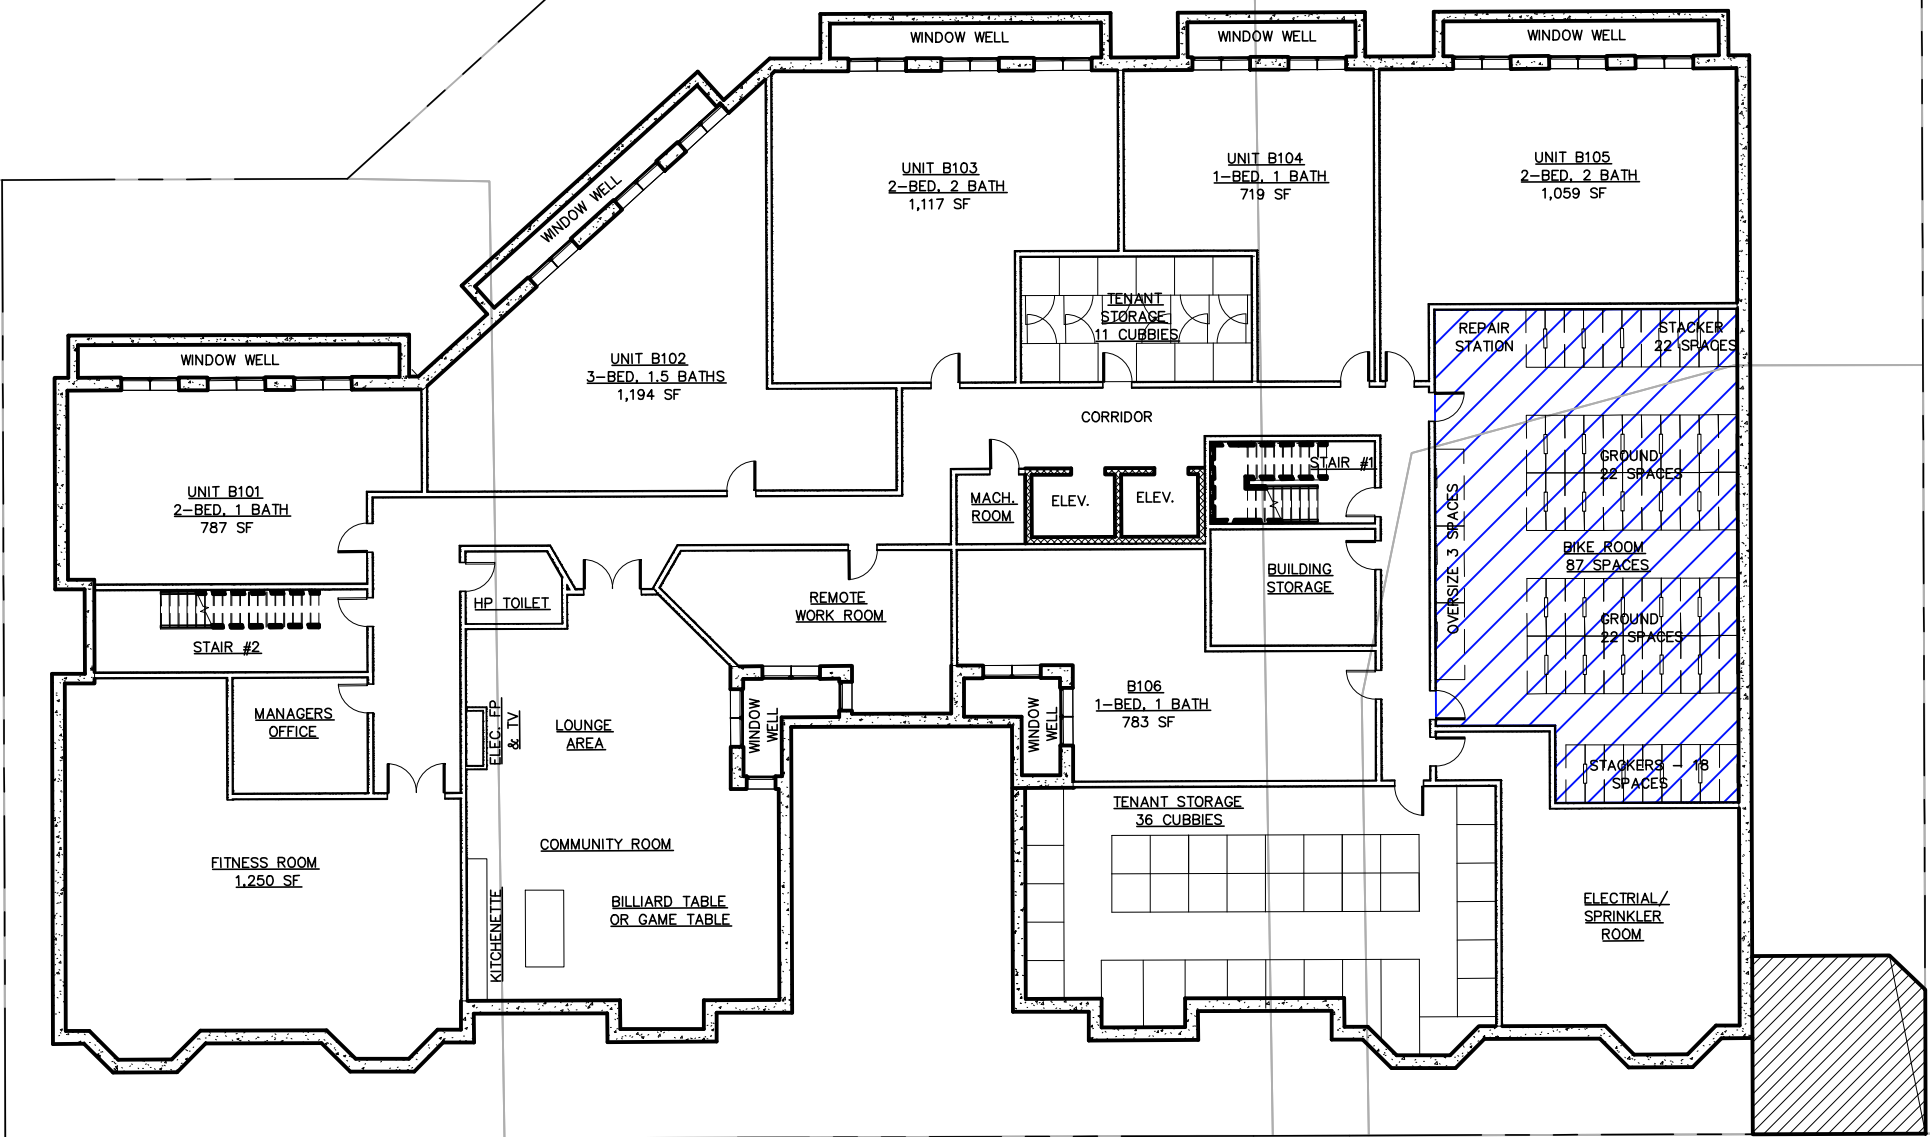 WINDOW WELL
WINDOW WELL
WINDOW WELL
WINDOW WELL
WINDOW WELL
UNIT B103
2-BED, 2 BATH
1,117 SF
UNIT B104
1-BED, 1 BATH
719 SF
UNIT B105
2-BED, 2 BATH
1,059 SF
TENANT
STORAGE
11 CUBBIES
REPAIR
STATION
STACKER
22 SPACES
UNIT B102
3-BED, 1.5 BATHS
1,194 SF
CORRIDOR
UNIT B101
2-BED, 1 BATH
787 SF
MACH.
ROOM
ELEV.
ELEV.
STAIR #1
GROUND
22 SPACES
OVERSIZE 3 SPACES
BIKE ROOM
87 SPACES
GROUND
22 SPACES
BUILDING
STORAGE
HP TOILET
REMOTE
WORK ROOM
STAIR #2
MANAGERS
OFFICE
ELEC. FP
& TV
LOUNGE
AREA
WINDOW
WELL
WINDOW
WELL
B106
1-BED, 1 BATH
783 SF
STACKERS - 18
SPACES
TENANT STORAGE
36 CUBBIES
COMMUNITY ROOM
FITNESS ROOM
1,250 SF
KITCHENETTE
BILLIARD TABLE
OR GAME TABLE
ELECTRIAL/
SPRINKLER
ROOM